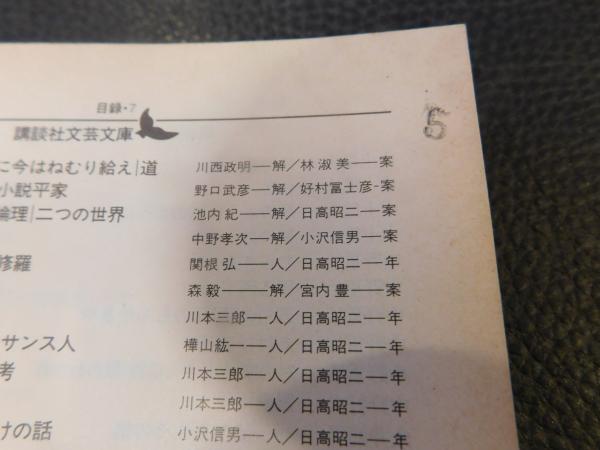 目録・7
5
講談社文芸文庫
に今はねむり給え|道 川西政明―解/林淑美―案
小説平家 野口武彦―解/好村冨士彦-案
論理|二つの世界 池内紀―解/日高昭二―案
中野孝次―解/小沢信男―案
修羅 関根弘―人/日高昭二―年
森毅―解/宮内豊―案
川本三郎―人/日高昭二―年
サンス人 樺山紘一―人/日高昭二―年
考 川本三郎―人/日高昭二―年
川本三郎―人/日高昭二―年
けの話 小沢信男―人/日高昭二―年